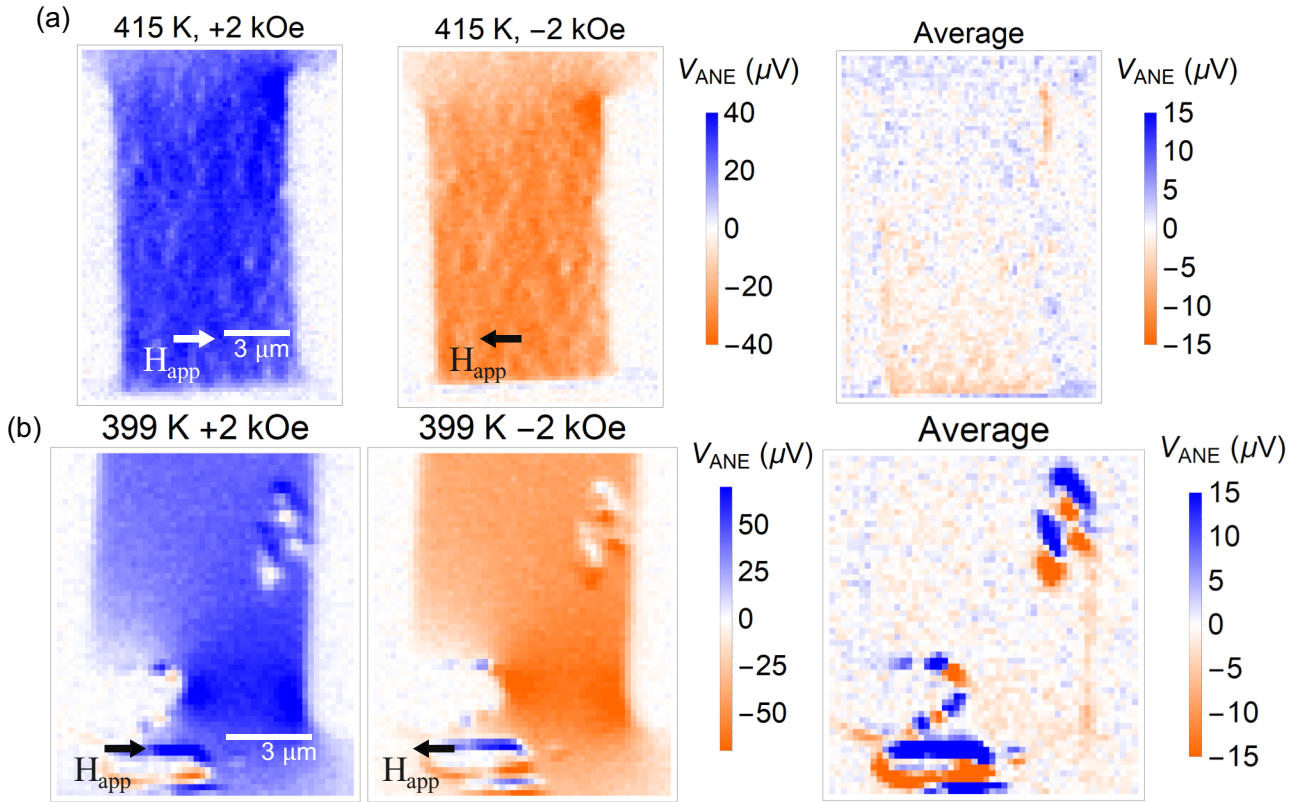 (a)
415 K, +2 kOe
415 K, −2 kOe
Average
V_ANE (µV)
40
20
0
−20
−40
V_ANE (µV)
15
10
5
0
−5
−10
−15
H_app
3 µm
H_app
(b)
399 K +2 kOe
399 K −2 kOe
Average
V_ANE (µV)
50
25
0
−25
−50
V_ANE (µV)
15
10
5
0
−5
−10
−15
H_app
3 µm
H_app